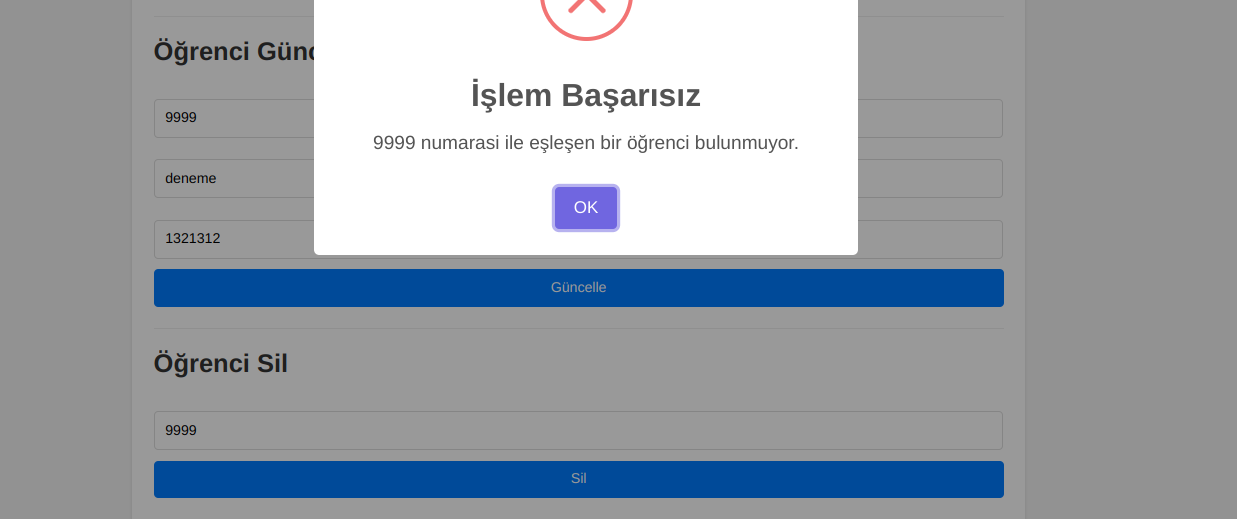 Öğrenci Günc
İşlem Başarısız
9999 numarasi ile eşleşen bir öğrenci bulunmuyor.
OK
9999
deneme
1321312
Güncelle
Öğrenci Sil
9999
Sil